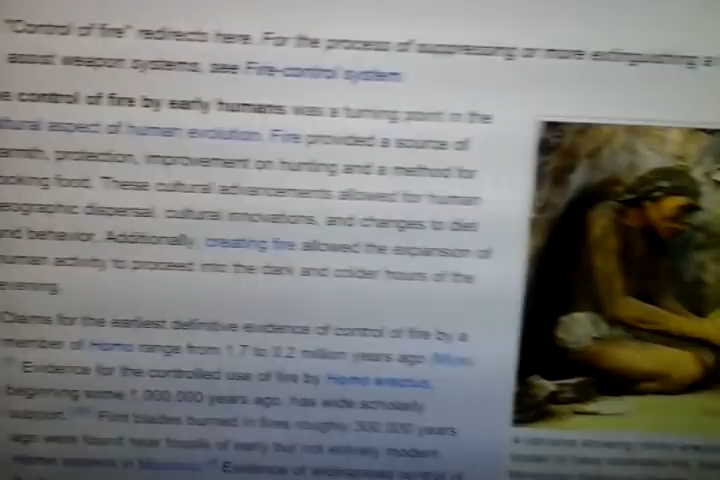 "Control of fire" redirects here. For the process of suppressing or more extinguishing a
assist weapon systems, see Fire-control system
control of fire by early humans was a turning point in the
cultural aspect of human evolution. Fire provided a source of
warmth, protection, improvement on hunting and a method for
cooking food. These cultural advancements allowed for human
geographic dispersal, cultural innovations, and changes to diet
and behavior. Additionally, creating fire allowed the expansion of
human activity to proceed into the dark and colder hours of the
evening.
Claims for the earliest definitive evidence of control of fire by a
member of Homo range from 1.7 to 0.2 million years ago
Evidence for the controlled use of fire by Homo erectus,
beginning some 1,000,000 years ago, has wide scholarly
support. Flint blades burned in fires roughly 300,000 years
ago were found near fossils of early but not entirely modern
Homo sapiens in Morocco. Evidence of widespread control of